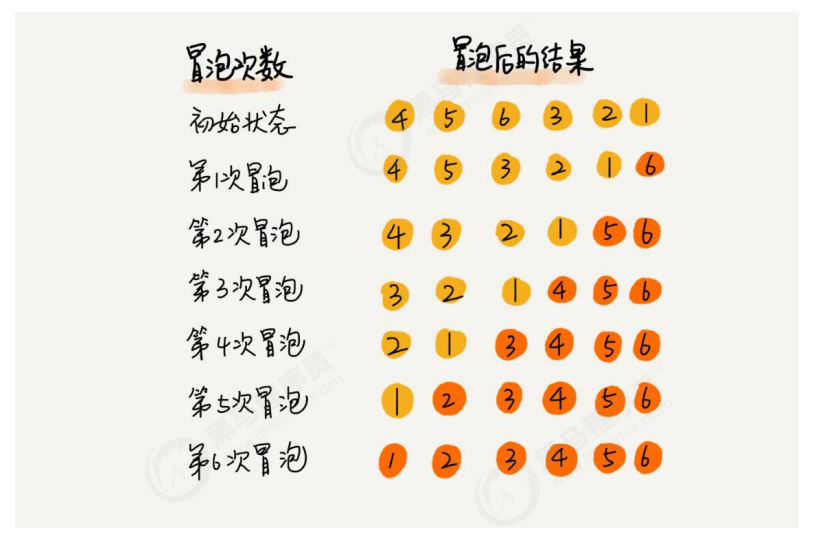 冒泡次数 冒泡后的结果
初始状态 4 5 6 3 2 1
第1次冒泡 4 5 3 2 1 6
第2次冒泡 4 3 2 1 5 6
第3次冒泡 3 2 1 4 5 6
第4次冒泡 2 1 3 4 5 6
第5次冒泡 1 2 3 4 5 6
第6次冒泡 1 2 3 4 5 6